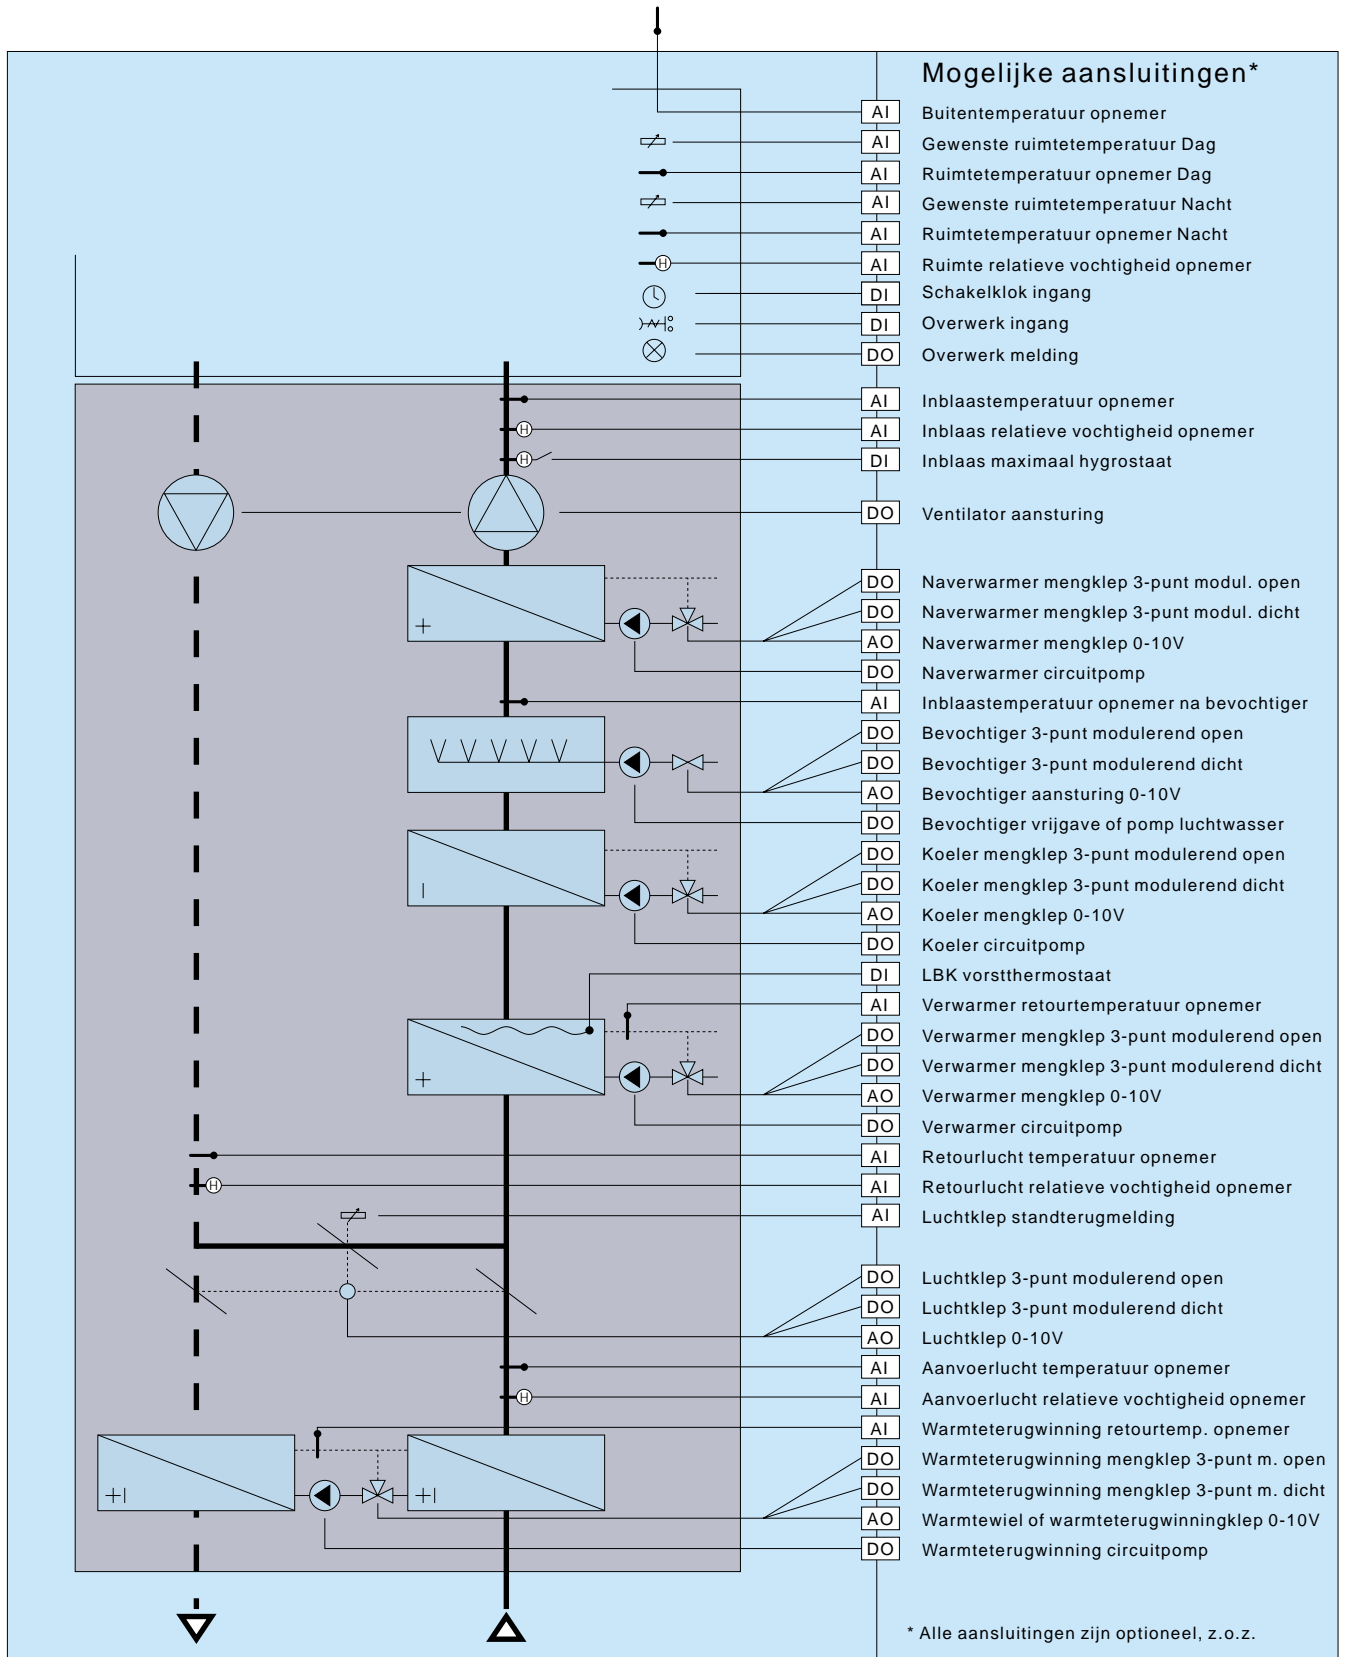 Mogelijke aansluitingen*
AI Buitentemperatuur opnemer
AI Gewenste ruimtetemperatuur Dag
AI Ruimtetemperatuur opnemer Dag
AI Gewenste ruimtetemperatuur Nacht
AI Ruimtetemperatuur opnemer Nacht
H AI Ruimte relatieve vochtigheid opnemer
DI Schakelklok ingang
DI Overwerk ingang
DO Overwerk melding
AI Inblaastemperatuur opnemer
H AI Inblaas relatieve vochtigheid opnemer
H DI Inblaas maximaal hygrostaat
DO Ventilator aansturing
DO Naverwarmer mengklep 3-punt modul. open
DO Naverwarmer mengklep 3-punt modul. dicht
AO Naverwarmer mengklep 0-10V
DO Naverwarmer circuitpomp
AI Inblaastemperatuur opnemer na bevochtiger
DO Bevochtiger 3-punt modulerend open
DO Bevochtiger 3-punt modulerend dicht
AO Bevochtiger aansturing 0-10V
DO Bevochtiger vrijgave of pomp luchtwasser
DO Koeler mengklep 3-punt modulerend open
DO Koeler mengklep 3-punt modulerend dicht
AO Koeler mengklep 0-10V
DO Koeler circuitpomp
DI LBK vorstthermostaat
AI Verwarmer retourtemperatuur opnemer
DO Verwarmer mengklep 3-punt modulerend open
DO Verwarmer mengklep 3-punt modulerend dicht
AO Verwarmer mengklep 0-10V
DO Verwarmer circuitpomp
AI Retourlucht temperatuur opnemer
H AI Retourlucht relatieve vochtigheid opnemer
AI Luchtklep standterugmelding
DO Luchtklep 3-punt modulerend open
DO Luchtklep 3-punt modulerend dicht
AO Luchtklep 0-10V
AI Aanvoerlucht temperatuur opnemer
H AI Aanvoerlucht relatieve vochtigheid opnemer
AI Warmteterugwinning retourtemp. opnemer
DO Warmteterugwinning mengklep 3-punt m. open
DO Warmteterugwinning mengklep 3-punt m. dicht
AO Warmtewiel of warmteterugwinningklep 0-10V
DO Warmteterugwinning circuitpomp
* Alle aansluitingen zijn optioneel, z.o.z.